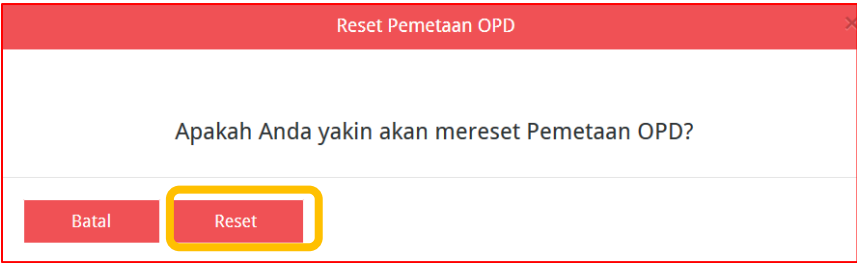 Reset Pemetaan OPD
Apakah Anda yakin akan mereset Pemetaan OPD?
Batal
Reset